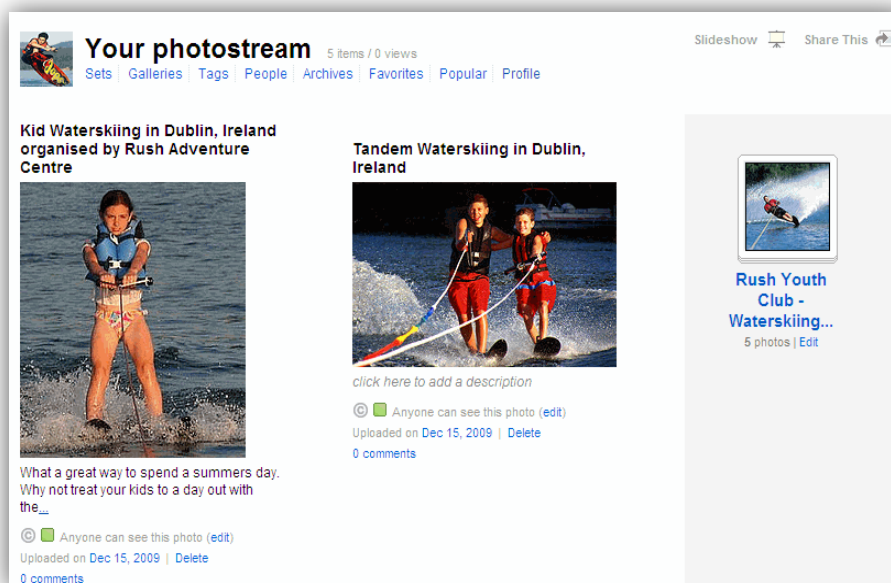 Your photostream 5 items / 0 views
Slideshow Share This
Sets Galleries Tags People Archives Favorites Popular Profile
Kid Waterskiing in Dublin, Ireland
organised by Rush Adventure
Centre
What a great way to spend a summers day.
Why not treat your kids to a day out with
the...
© Anyone can see this photo (edit)
Uploaded on Dec 15, 2009 | Delete
0 comments
Tandem Waterskiing in Dublin,
Ireland
click here to add a description
© Anyone can see this photo (edit)
Uploaded on Dec 15, 2009 | Delete
0 comments
Rush Youth
Club -
Waterskiing...
5 photos | Edit